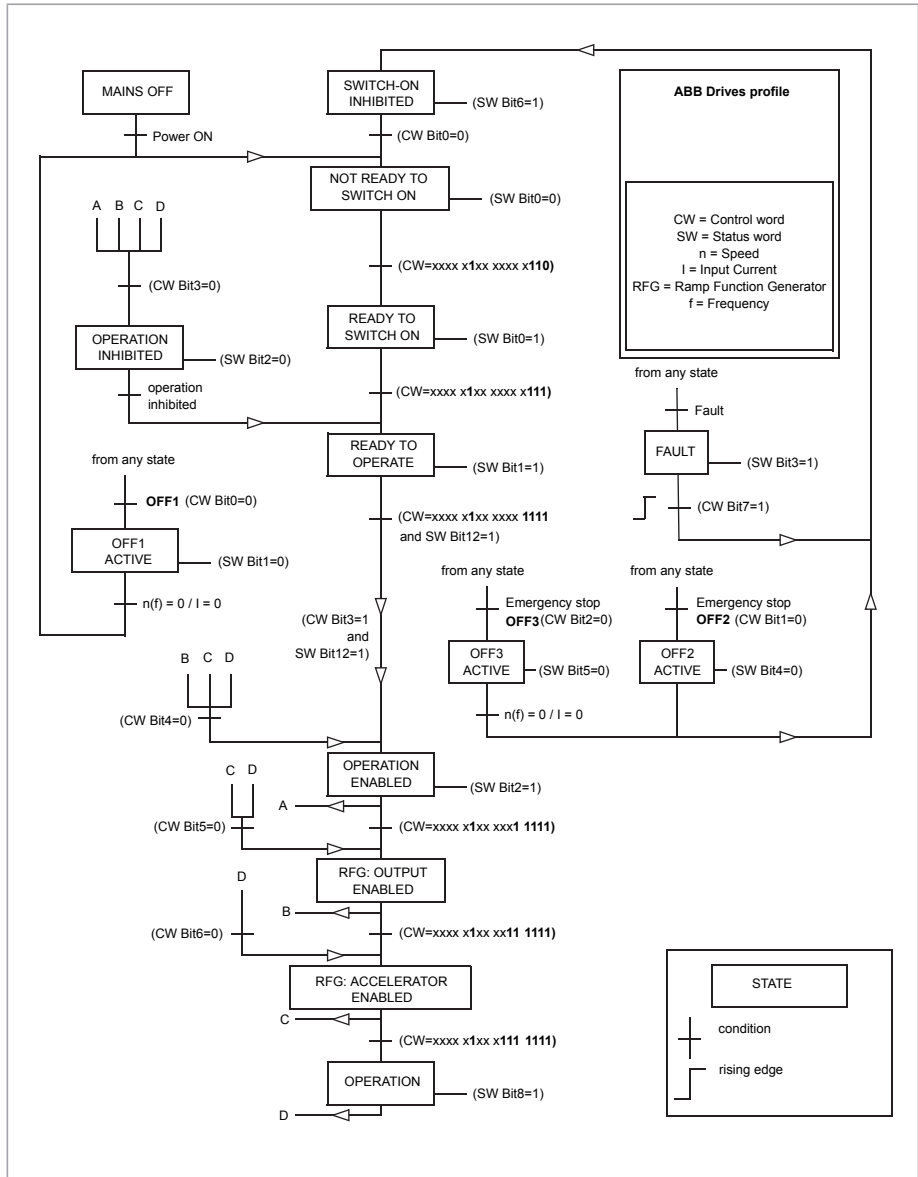 MAINS OFF
Power ON
SWITCH-ON
INHIBITED
(SW Bit6=1)
(CW Bit0=0)
NOT READY TO
SWITCH ON
(SW Bit0=0)
A B C D
(CW Bit3=0)
OPERATION
INHIBITED
(SW Bit2=0)
operation
inhibited
(CW=xxxx x1xx xxxx x110)
READY TO
SWITCH ON
(SW Bit0=1)
(CW=xxxx x1xx xxxx x111)
READY TO
OPERATE
(SW Bit1=1)
(CW=xxxx x1xx xxxx 1111
and SW Bit12=1)
from any state
OFF1 (CW Bit0=0)
OFF1
ACTIVE
(SW Bit1=0)
n(f) = 0 / I = 0
(CW Bit3=1
and
SW Bit12=1)
ABB Drives profile
CW = Control word
SW = Status word
n = Speed
I = Input Current
RFG = Ramp Function Generator
f = Frequency
from any state
Fault
FAULT
(SW Bit3=1)
(CW Bit7=1)
from any state
Emergency stop
OFF3 (CW Bit2=0)
OFF3
ACTIVE
(SW Bit5=0)
n(f) = 0 / I = 0
from any state
Emergency stop
OFF2 (CW Bit1=0)
OFF2
ACTIVE
(SW Bit4=0)
B C D
(CW Bit4=0)
OPERATION
ENABLED
(SW Bit2=1)
A
C D
(CW Bit5=0)
(CW=xxxx x1xx xxx1 1111)
RFG: OUTPUT
ENABLED
B
D
(CW Bit6=0)
(CW=xxxx x1xx xx11 1111)
RFG: ACCELERATOR
ENABLED
C
(CW=xxxx x1xx x111 1111)
OPERATION
(SW Bit8=1)
D
STATE
condition
rising edge